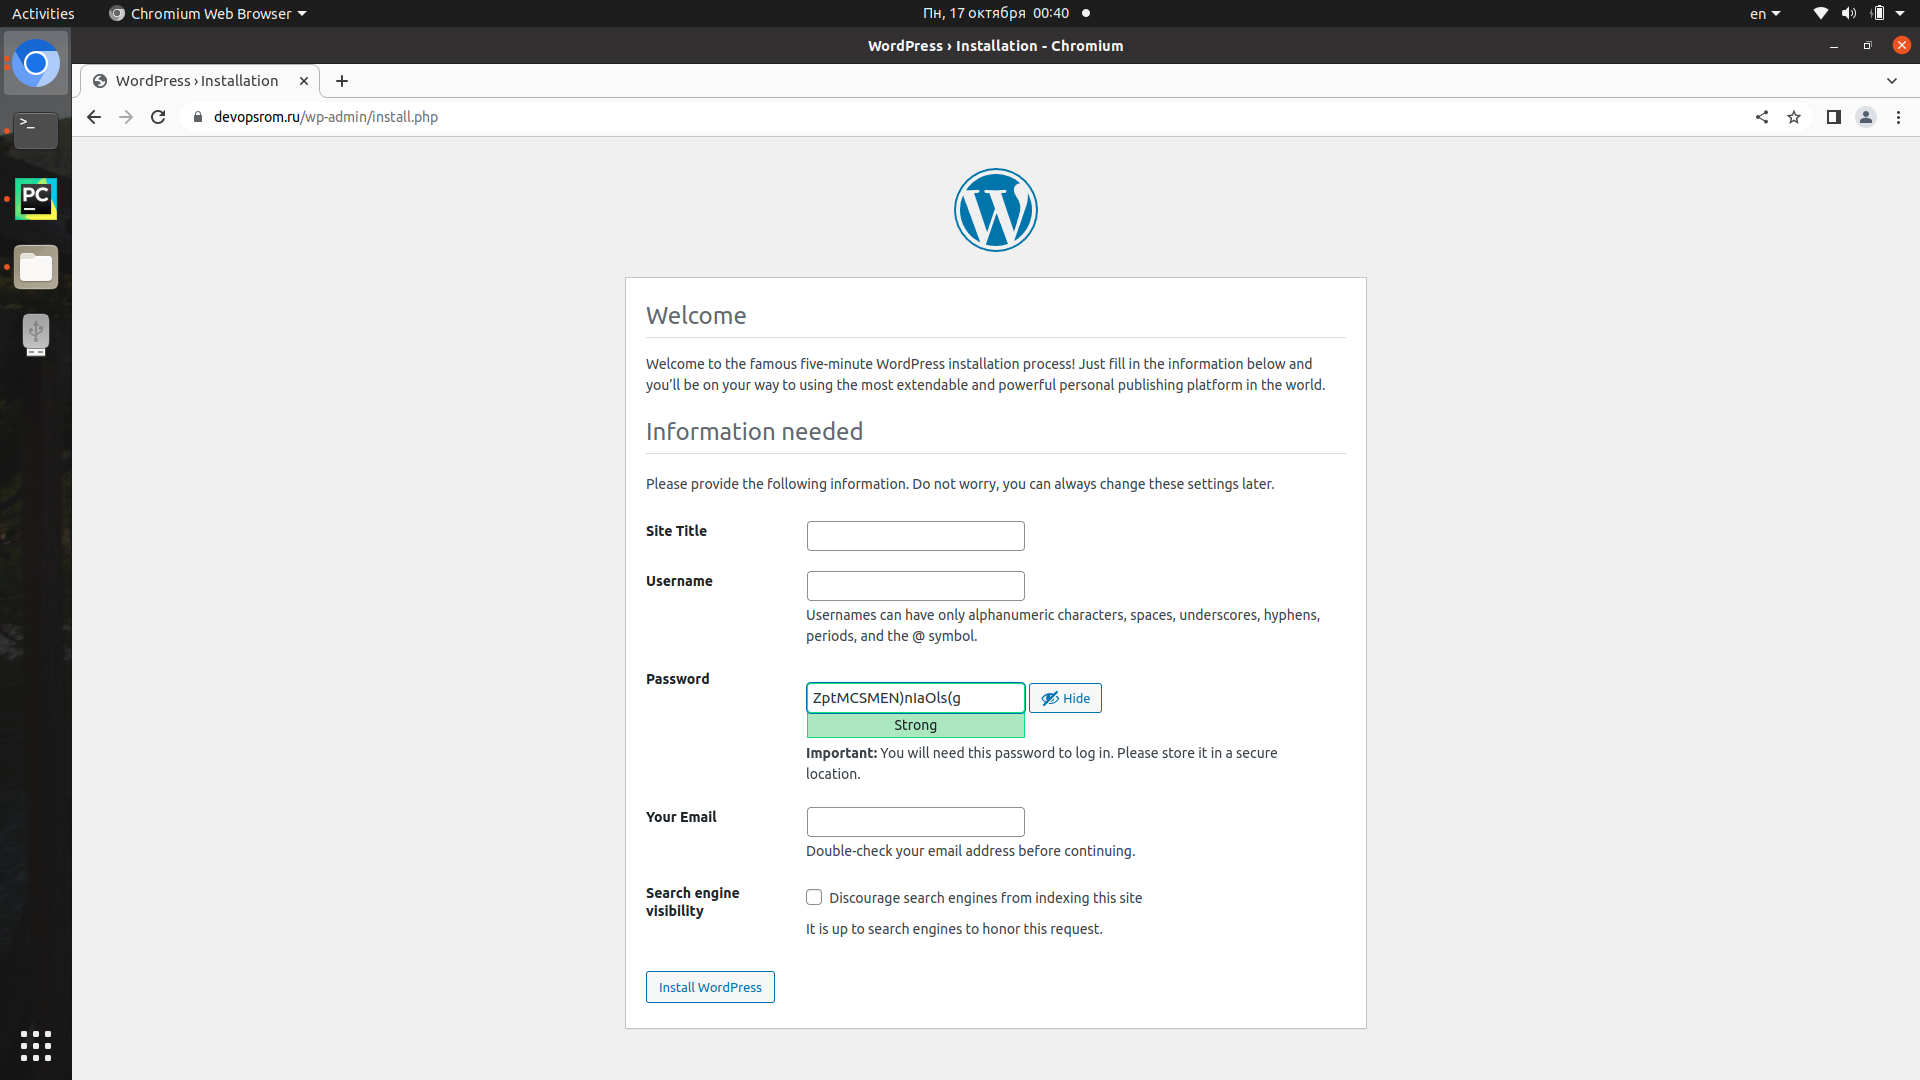 Activities
Chromium Web Browser
Пн, 17 октября 00:40
en
WordPress › Installation - Chromium
WordPress › Installation
devopsrom.ru/wp-admin/install.php
>_
PC
W
Welcome
Welcome to the famous five-minute WordPress installation process! Just fill in the information below and
you’ll be on your way to using the most extendable and powerful personal publishing platform in the world.
Information needed
Please provide the following information. Do not worry, you can always change these settings later.
Site Title
Username
Usernames can have only alphanumeric characters, spaces, underscores, hyphens,
periods, and the @ symbol.
Password
ZptMCSMEN)nIaOls(g
Hide
Strong
Important: You will need this password to log in. Please store it in a secure
location.
Your Email
Double-check your email address before continuing.
Search engine
visibility
Discourage search engines from indexing this site
It is up to search engines to honor this request.
Install WordPress